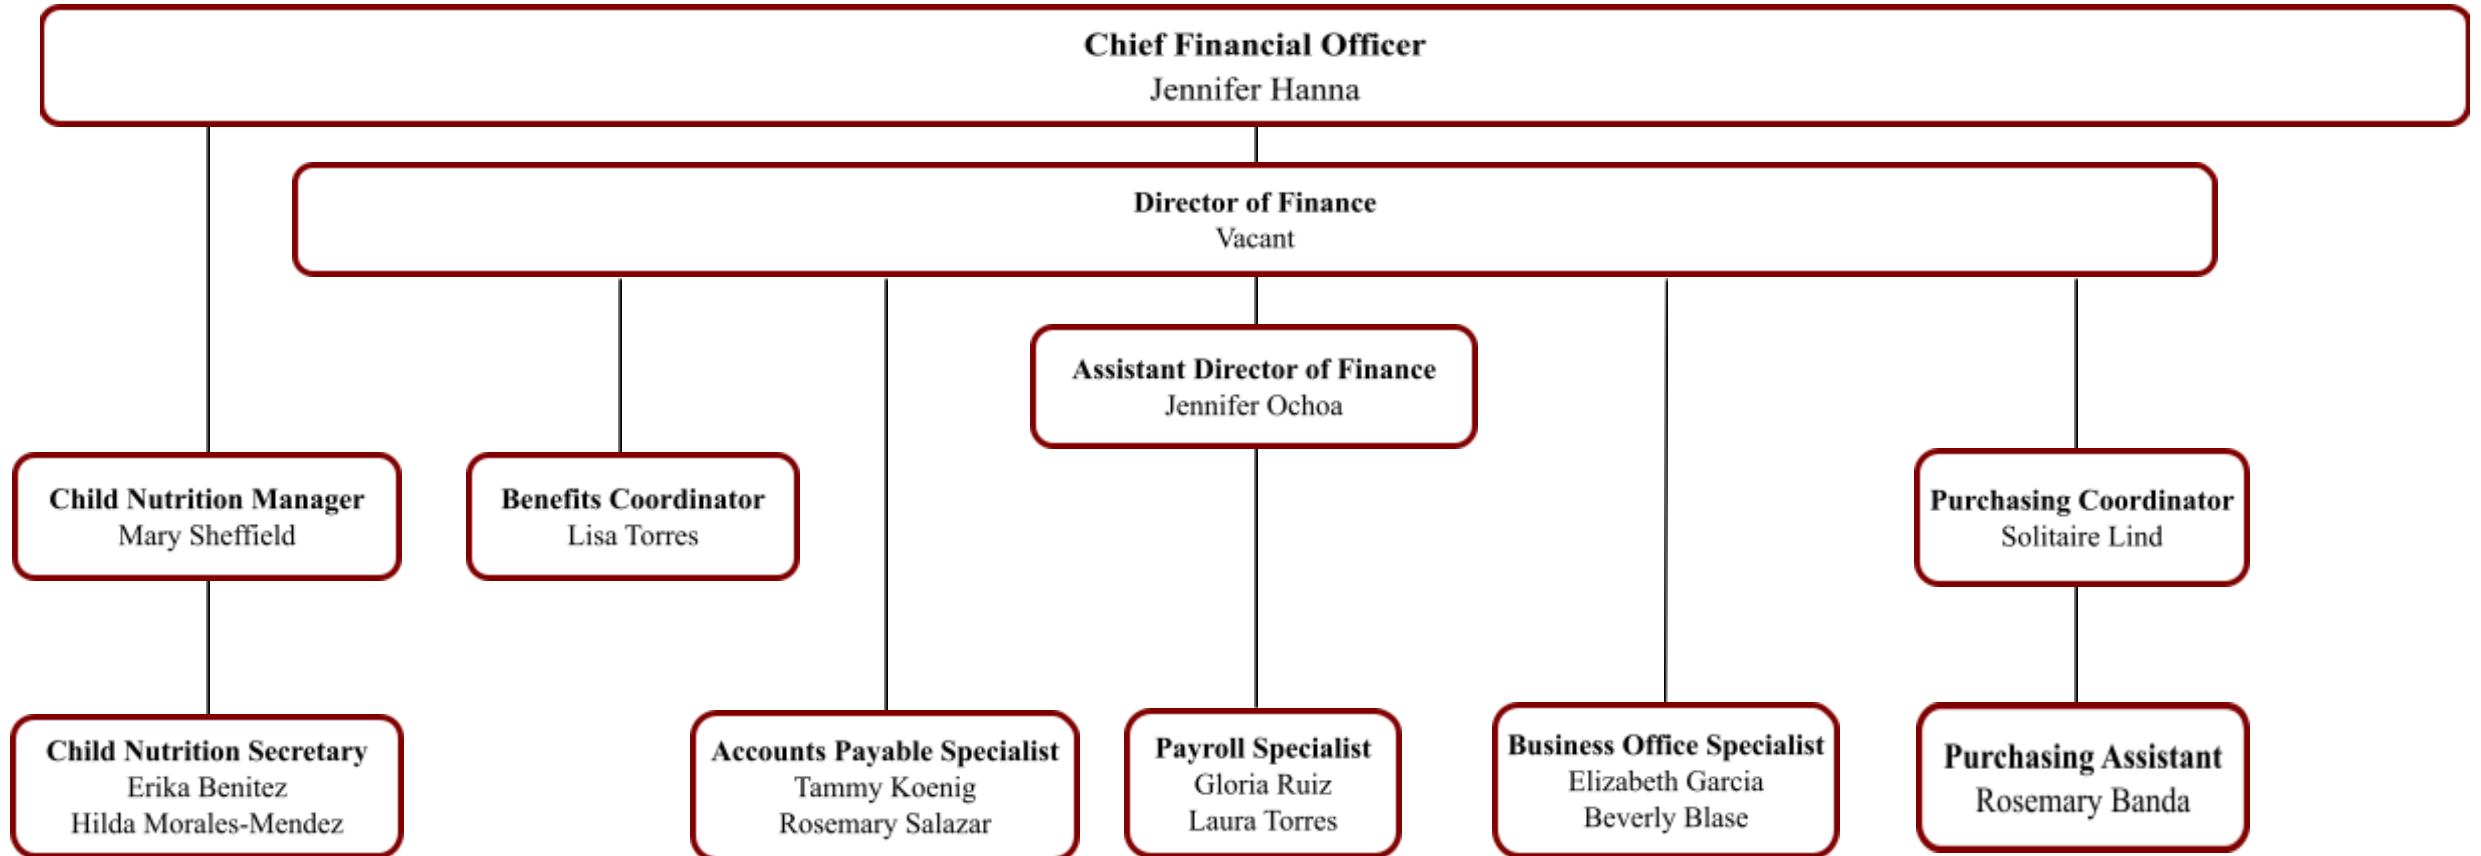 Chief Financial Officer
Jennifer Hanna
Director of Finance
Vacant
Assistant Director of Finance
Jennifer Ochoa
Child Nutrition Manager
Mary Sheffield
Benefits Coordinator
Lisa Torres
Purchasing Coordinator
Solitaire Lind
Child Nutrition Secretary
Erika Benitez
Hilda Morales-Mendez
Accounts Payable Specialist
Tammy Koenig
Rosemary Salazar
Payroll Specialist
Gloria Ruiz
Laura Torres
Business Office Specialist
Elizabeth Garcia
Beverly Blase
Purchasing Assistant
Rosemary Banda